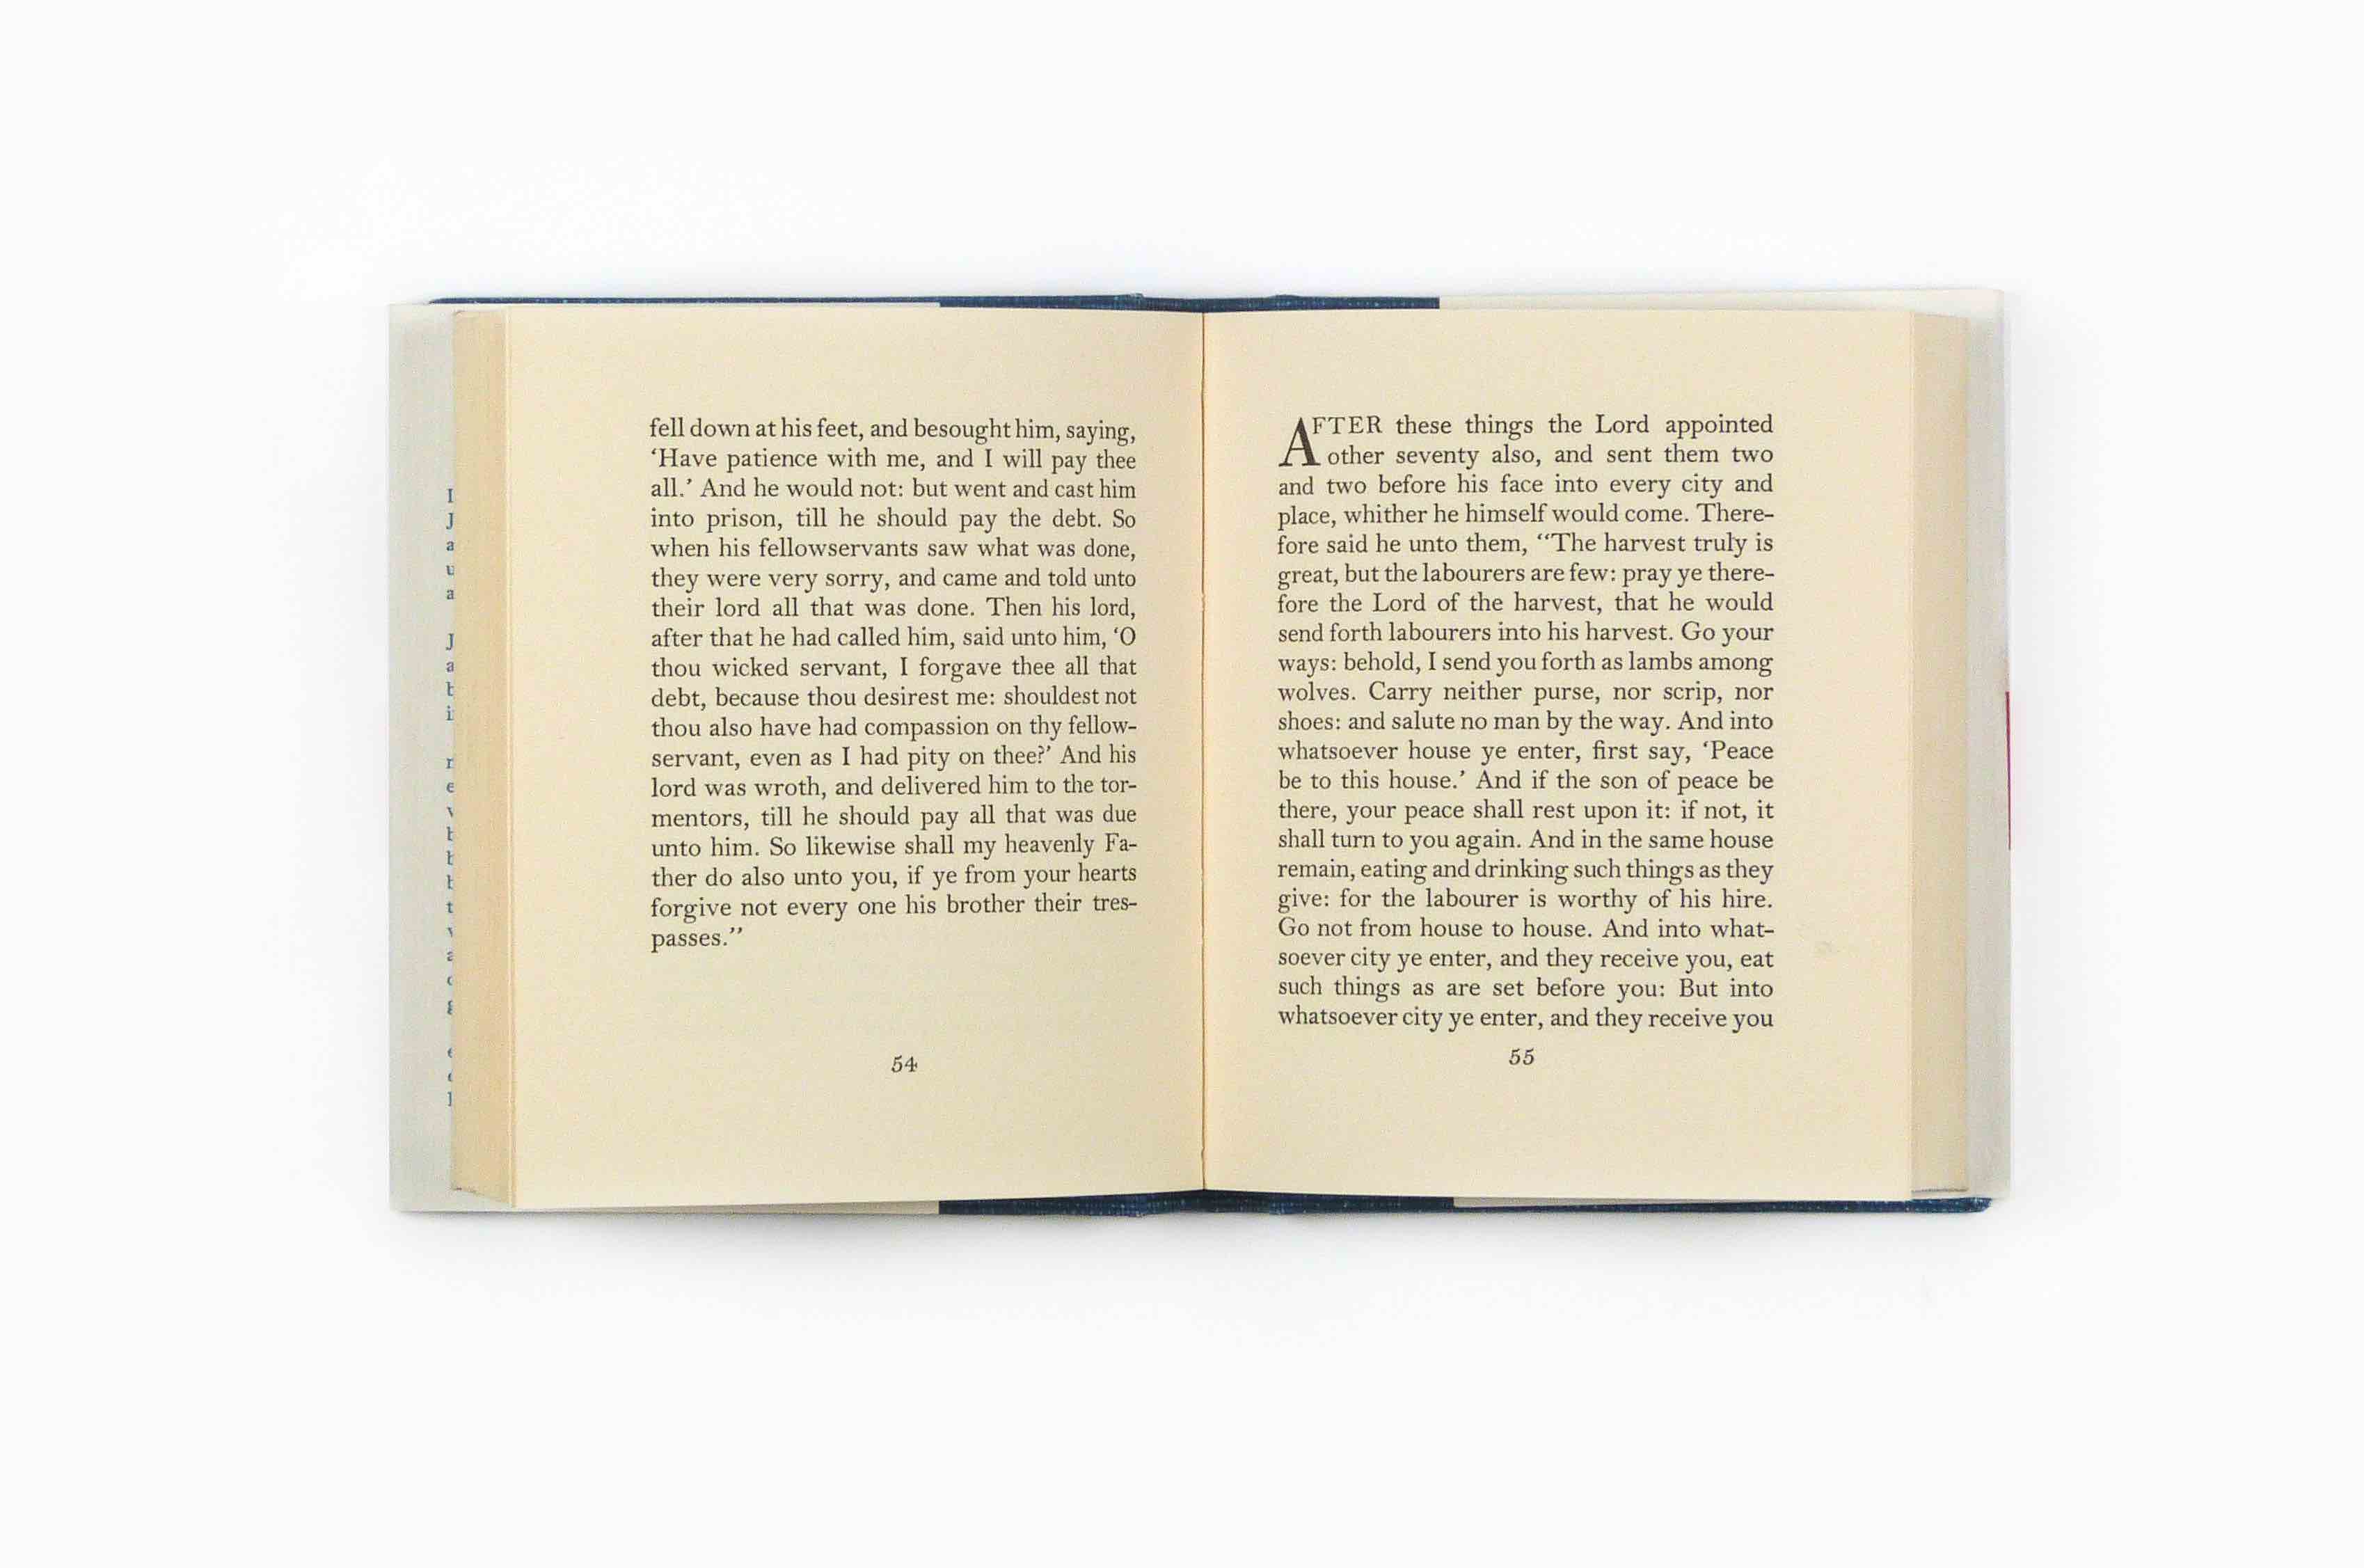 fell down at his feet, and besought him, saying,
‘Have patience with me, and I will pay thee
all.’ And he would not: but went and cast him
into prison, till he should pay the debt. So
when his fellowservants saw what was done,
they were very sorry, and came and told unto
their lord all that was done. Then his lord,
after that he had called him, said unto him, ‘O
thou wicked servant, I forgave thee all that
debt, because thou desirest me: shouldest not
thou also have had compassion on thy fellow-
servant, even as I had pity on thee?’ And his
lord was wroth, and delivered him to the tor-
mentors, till he should pay all that was due
unto him. So likewise shall my heavenly Fa-
ther do also unto you, if ye from your hearts
forgive not every one his brother their tres-
passes.”
54
AFTER these things the Lord appointed
other seventy also, and sent them two
and two before his face into every city and
place, whither he himself would come. There-
fore said he unto them, “The harvest truly is
great, but the labourers are few: pray ye there-
fore the Lord of the harvest, that he would
send forth labourers into his harvest. Go your
ways: behold, I send you forth as lambs among
wolves. Carry neither purse, nor scrip, nor
shoes: and salute no man by the way. And into
whatsoever house ye enter, first say, ‘Peace
be to this house.’ And if the son of peace be
there, your peace shall rest upon it: if not, it
shall turn to you again. And in the same house
remain, eating and drinking such things as they
give: for the labourer is worthy of his hire.
Go not from house to house. And into what-
soever city ye enter, and they receive you, eat
such things as are set before you: But into
whatsoever city ye enter, and they receive you
55